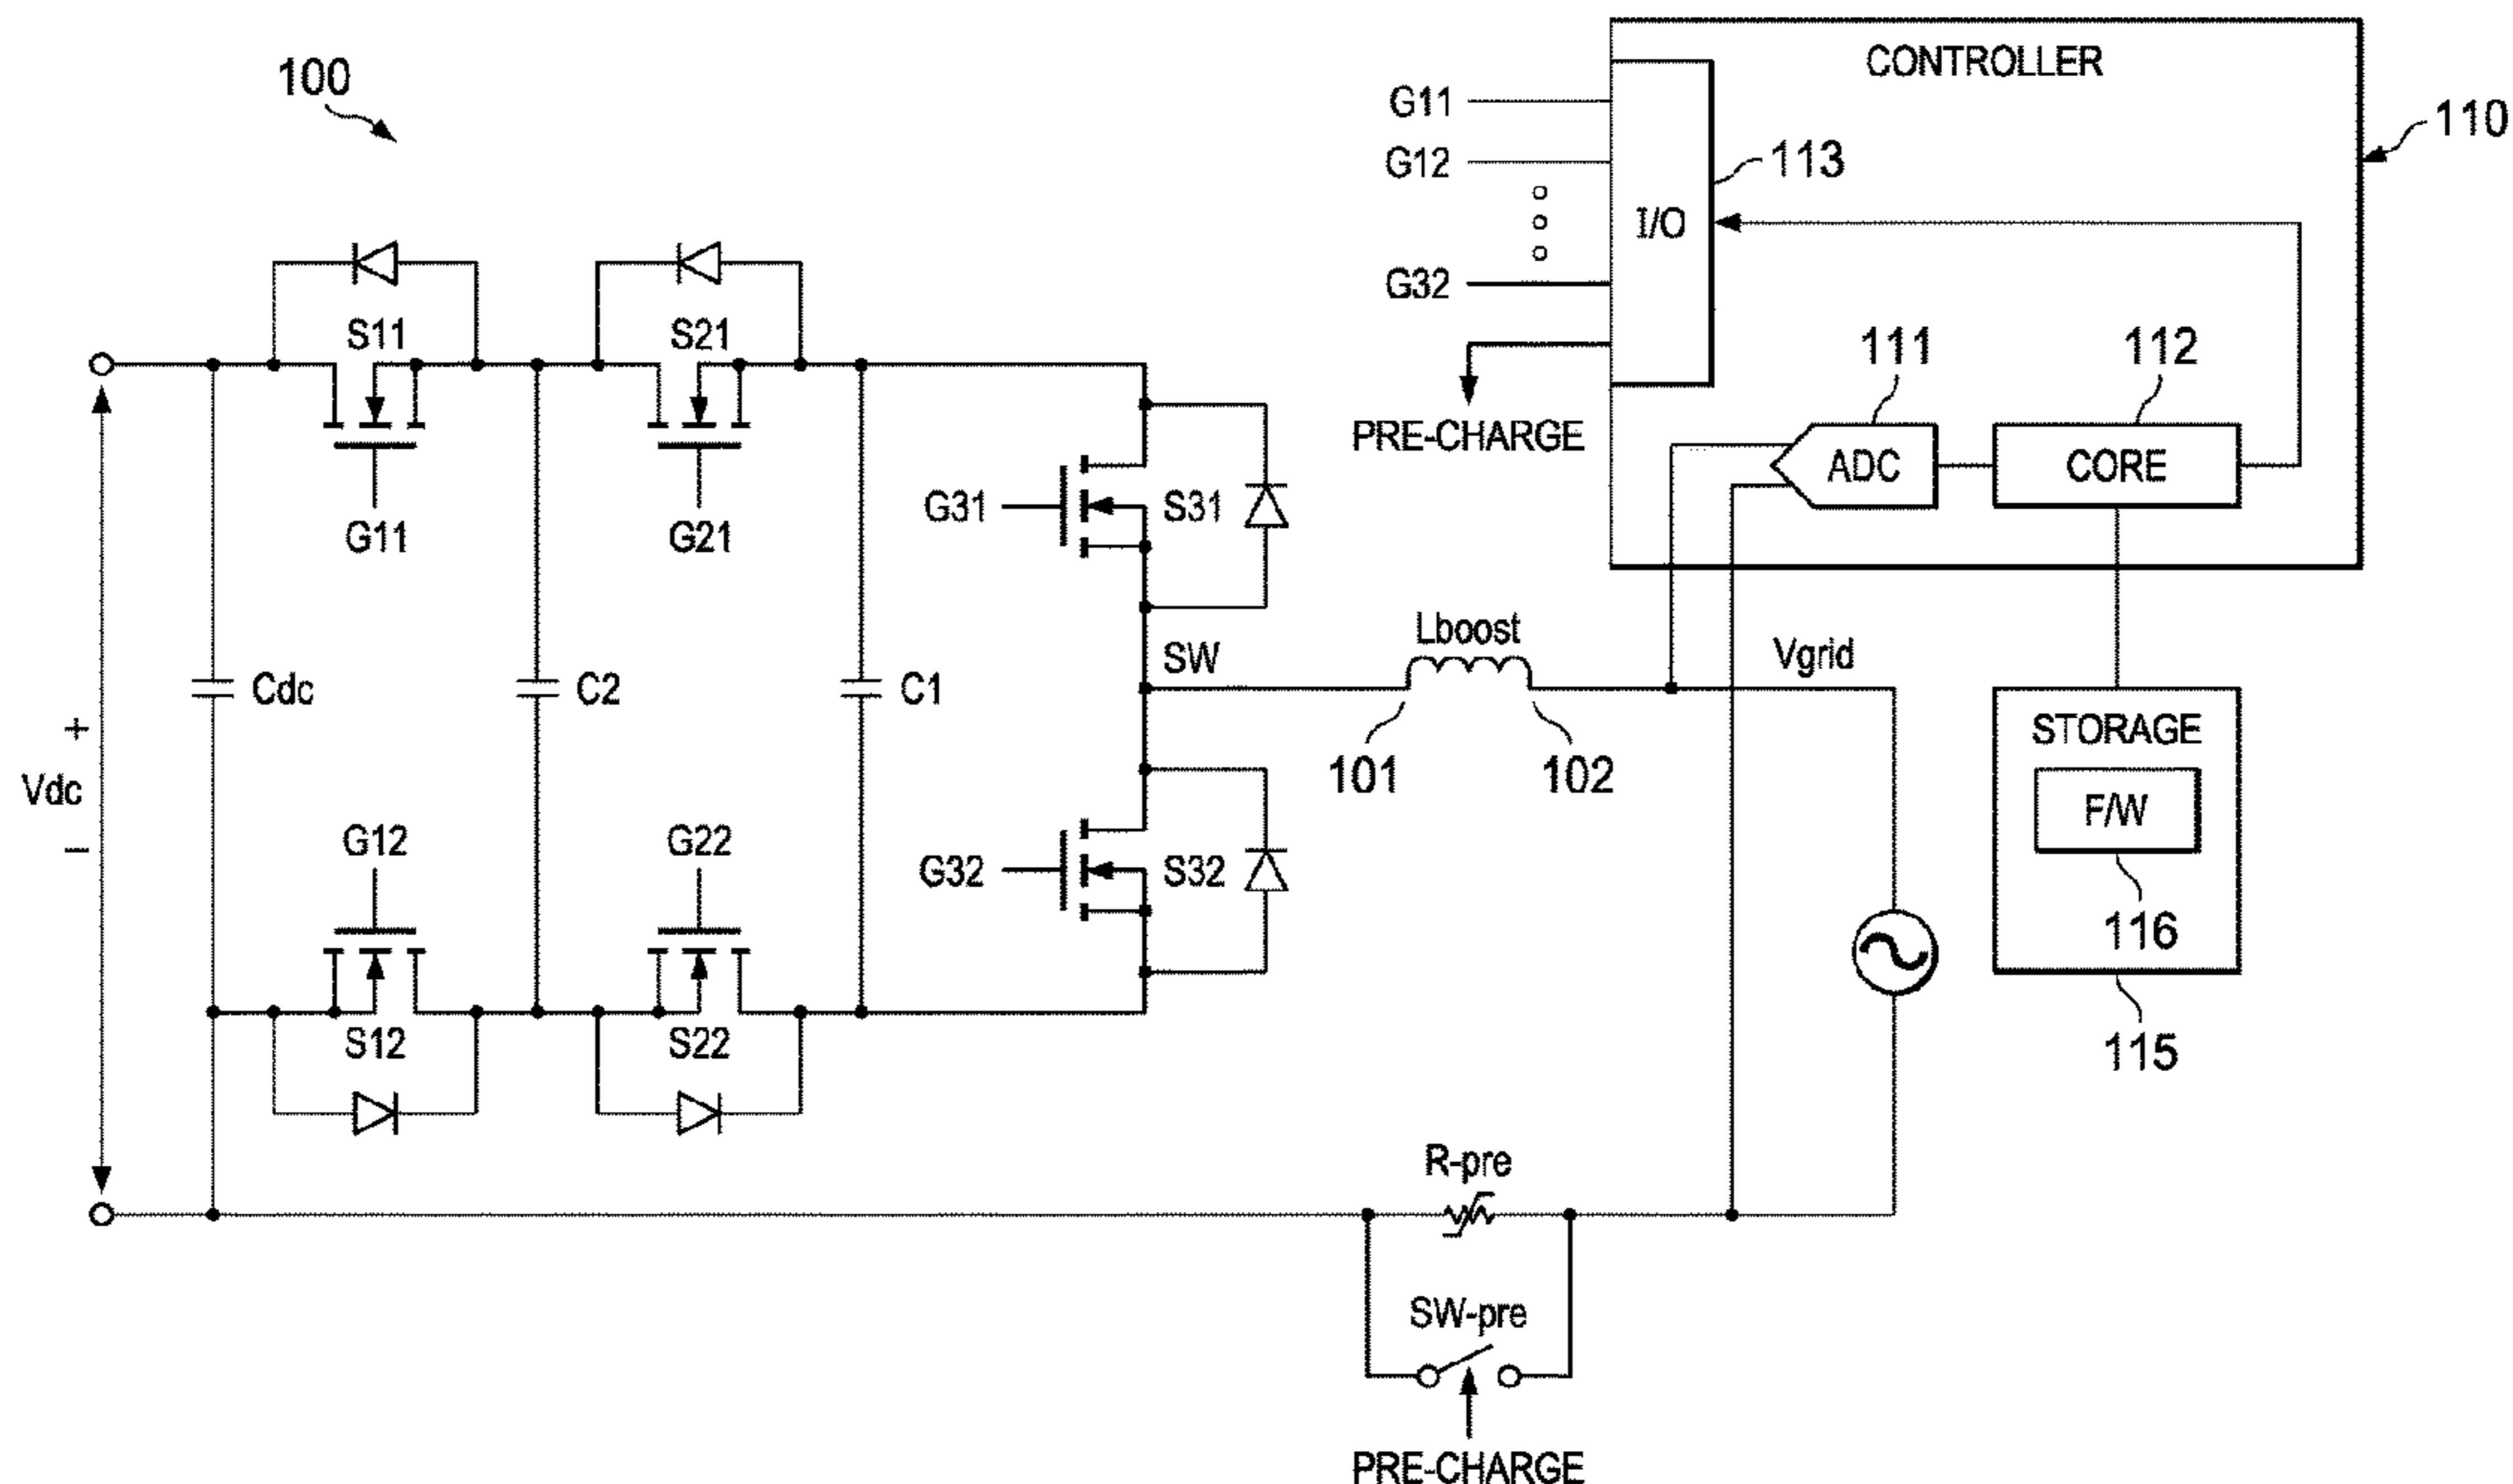 100
CONTROLLER
G11
G12
G32
PRE-CHARGE
I/O
113
110
111
112
ADC
CORE
S11
S21
G11
G21
G31
S31
SW
Lboost
Vgrid
101
102
STORAGE
F/W
116
115
+
Vdc
−
Cdc
C2
C1
G12
G22
G32
S32
S12
S22
R-pre
SW-pre
PRE-CHARGE